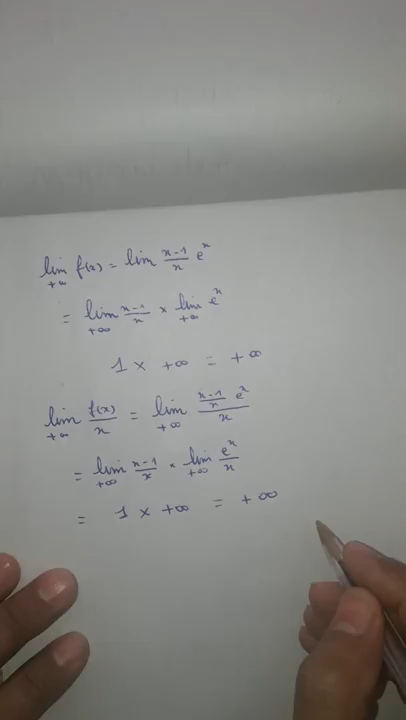 lim +∞ f(x) = lim x-1/x e^x
= lim +∞ x-1/x × lim +∞ e^x
1 × +∞ = +∞
lim +∞ f(x)/x = lim +∞ (x-1/x e^x)/x
= lim +∞ x-1/x × lim +∞ e^x/x
= 1 × +∞ = +∞